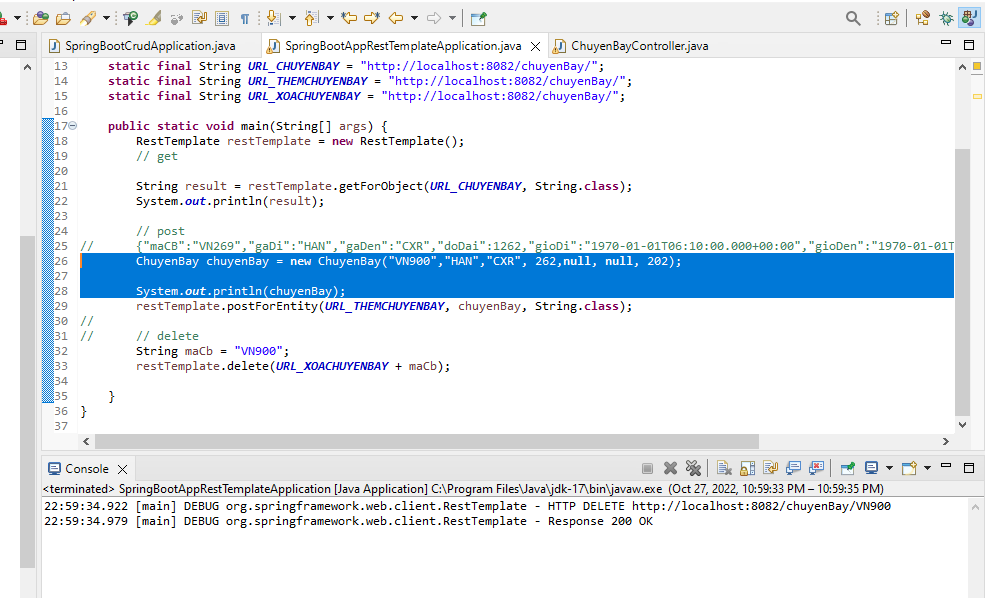 SpringBootCrudApplication.java SpringBootAppRestTemplateApplication.java ChuyenBayController.java
13 static final String URL_CHUYENBAY = "http://localhost:8082/chuyenBay/";
14 static final String URL_THEMCHUYENBAY = "http://localhost:8082/chuyenBay/";
15 static final String URL_XOACHUYENBAY = "http://localhost:8082/chuyenBay/";
16
17 public static void main(String[] args) {
18 RestTemplate restTemplate = new RestTemplate();
19 // get
20
21 String result = restTemplate.getForObject(URL_CHUYENBAY, String.class);
22 System.out.println(result);
23
24 // post
25 // {"maCB":"VN269","gaDi":"HAN","gaDen":"CXR","doDai":1262,"gioDi":"1970-01-01T06:10:00.000+00:00","gioDen":"1970-01-01T
26 ChuyenBay chuyenBay = new ChuyenBay("VN900","HAN","CXR", 262,null, null, 202);
27
28 System.out.println(chuyenBay);
29 restTemplate.postForEntity(URL_THEMCHUYENBAY, chuyenBay, String.class);
30 //
31 // // delete
32 String maCb = "VN900";
33 restTemplate.delete(URL_XOACHUYENBAY + maCb);
34
35 }
36 }
37
Console
<terminated> SpringBootAppRestTemplateApplication [Java Application] C:\Program Files\Java\jdk-17\bin\javaw.exe (Oct 27, 2022, 10:59:33 PM – 10:59:35 PM)
22:59:34.922 [main] DEBUG org.springframework.web.client.RestTemplate - HTTP DELETE http://localhost:8082/chuyenBay/VN900
22:59:34.979 [main] DEBUG org.springframework.web.client.RestTemplate - Response 200 OK